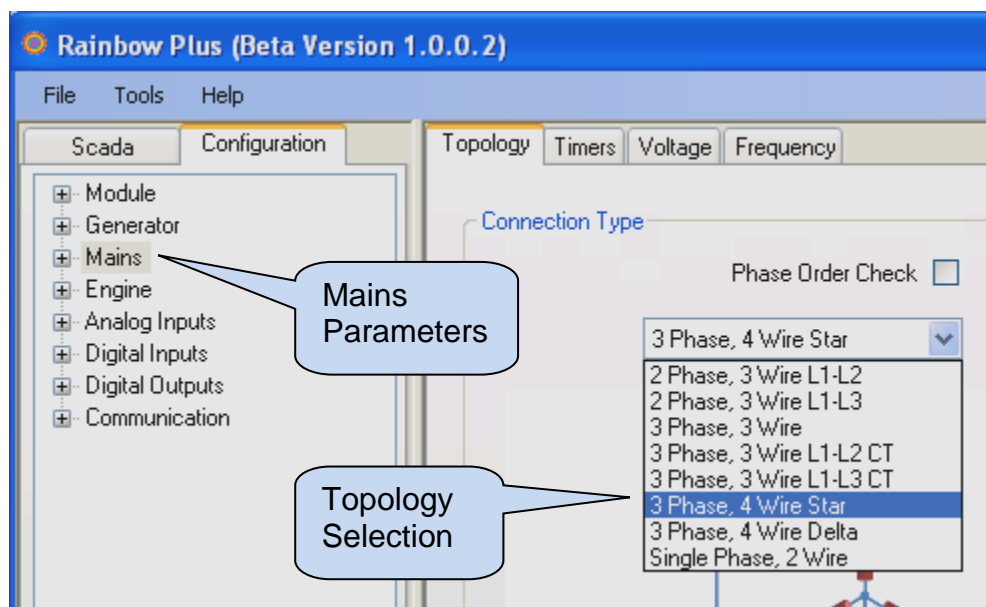 Rainbow Plus (Beta Version 1.0.0.2)
File Tools Help
Scada Configuration
Topology Timers Voltage Frequency
Module
Generator
Mains
Engine
Analog Inputs
Digital Inputs
Digital Outputs
Communication
Mains
Parameters
Topology
Selection
Connection Type
Phase Order Check
3 Phase, 4 Wire Star
2 Phase, 3 Wire L1-L2
2 Phase, 3 Wire L1-L3
3 Phase, 3 Wire
3 Phase, 3 Wire L1-L2 CT
3 Phase, 3 Wire L1-L3 CT
3 Phase, 4 Wire Star
3 Phase, 4 Wire Delta
Single Phase, 2 Wire